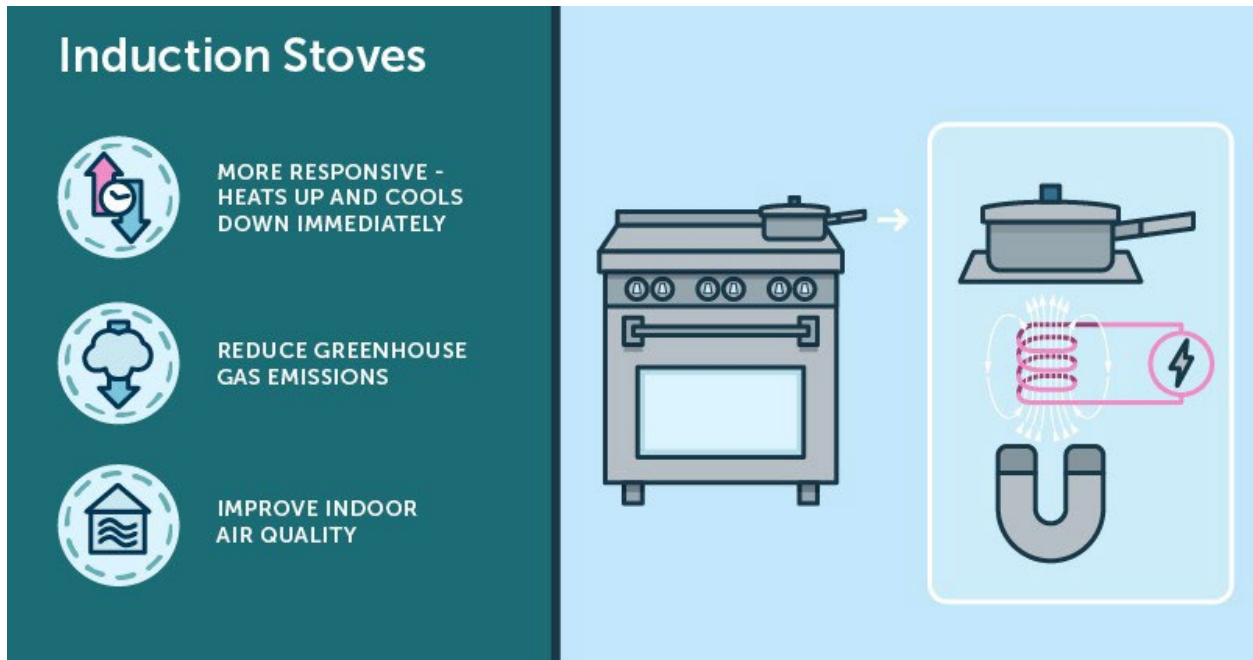 Induction Stoves
MORE RESPONSIVE -
HEATS UP AND COOLS
DOWN IMMEDIATELY
REDUCE GREENHOUSE
GAS EMISSIONS
IMPROVE INDOOR
AIR QUALITY